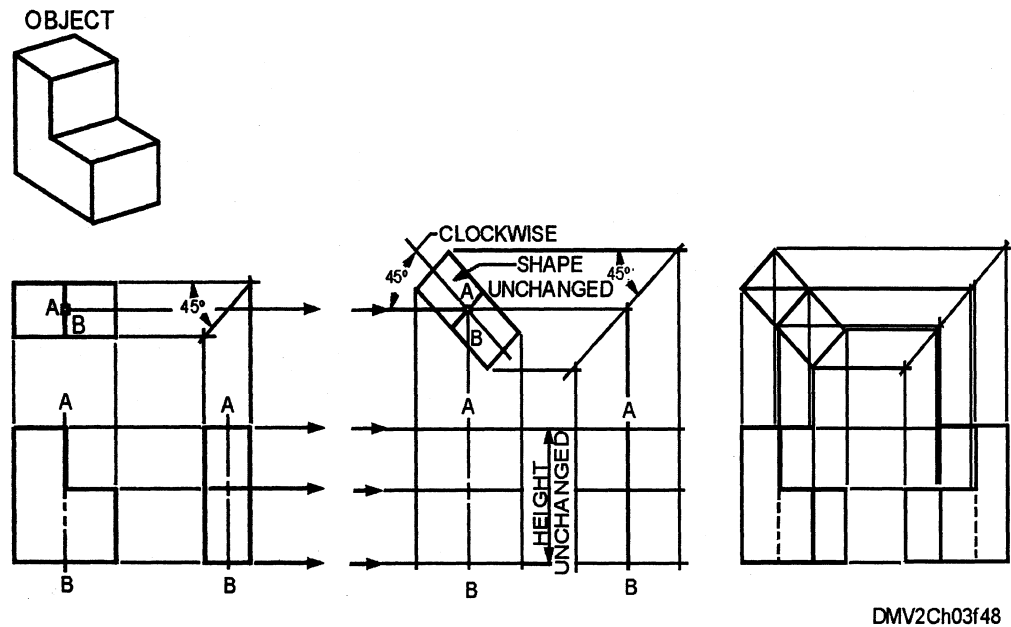 OBJECT
CLOCKWISE
45°
SHAPE
UNCHANGED
45°
A
B
45°
A
B
A
A
A
A
HEIGHT
UNCHANGED
B
B
B
B
DMV2Ch03f48